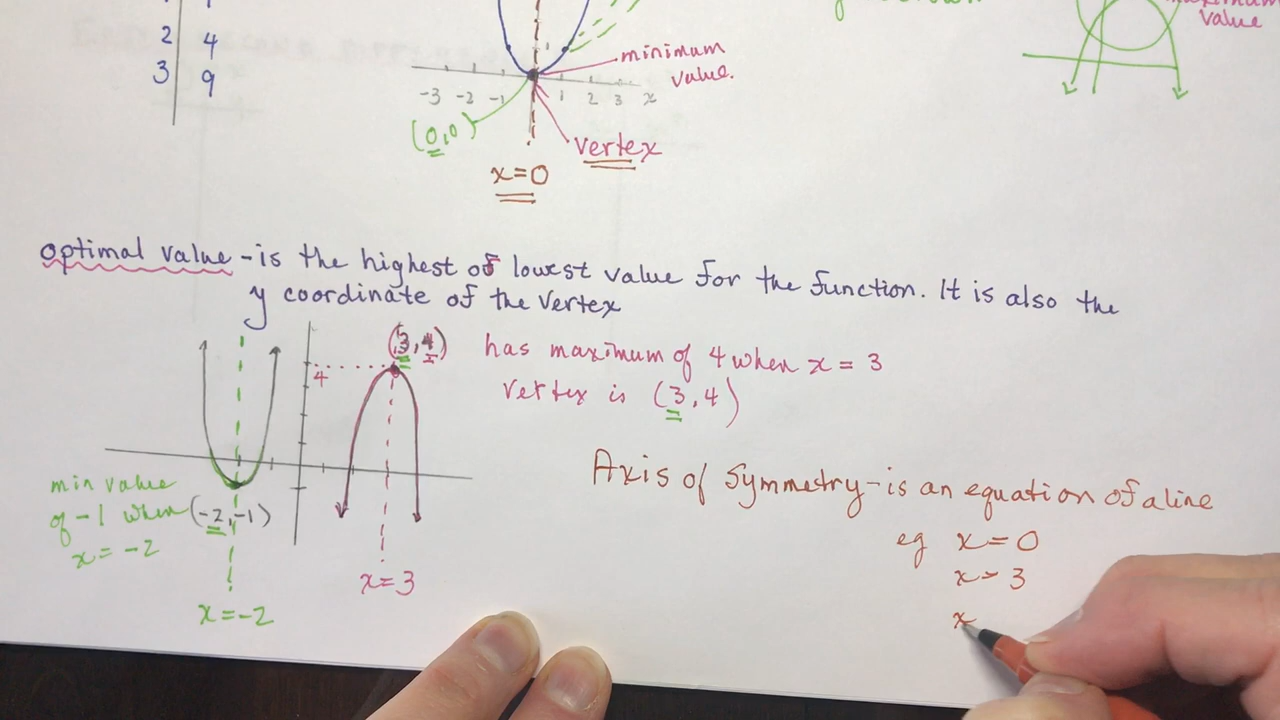 2 4
3 9
minimum
value.
-3 -2 -1 1 2 3 x
(0,0)
vertex
x=0
value
optimal value - is the highest of lowest value for the function. It is also the
y coordinate of the vertex
(3,4)
4
has maximum of 4 when x = 3
vertex is (3,4)
Axis of Symmetry - is an equation of a line
min value
of -1 when (-2,-1)
x = -2
eg x = 0
x = 3
x
x=3
x=-2